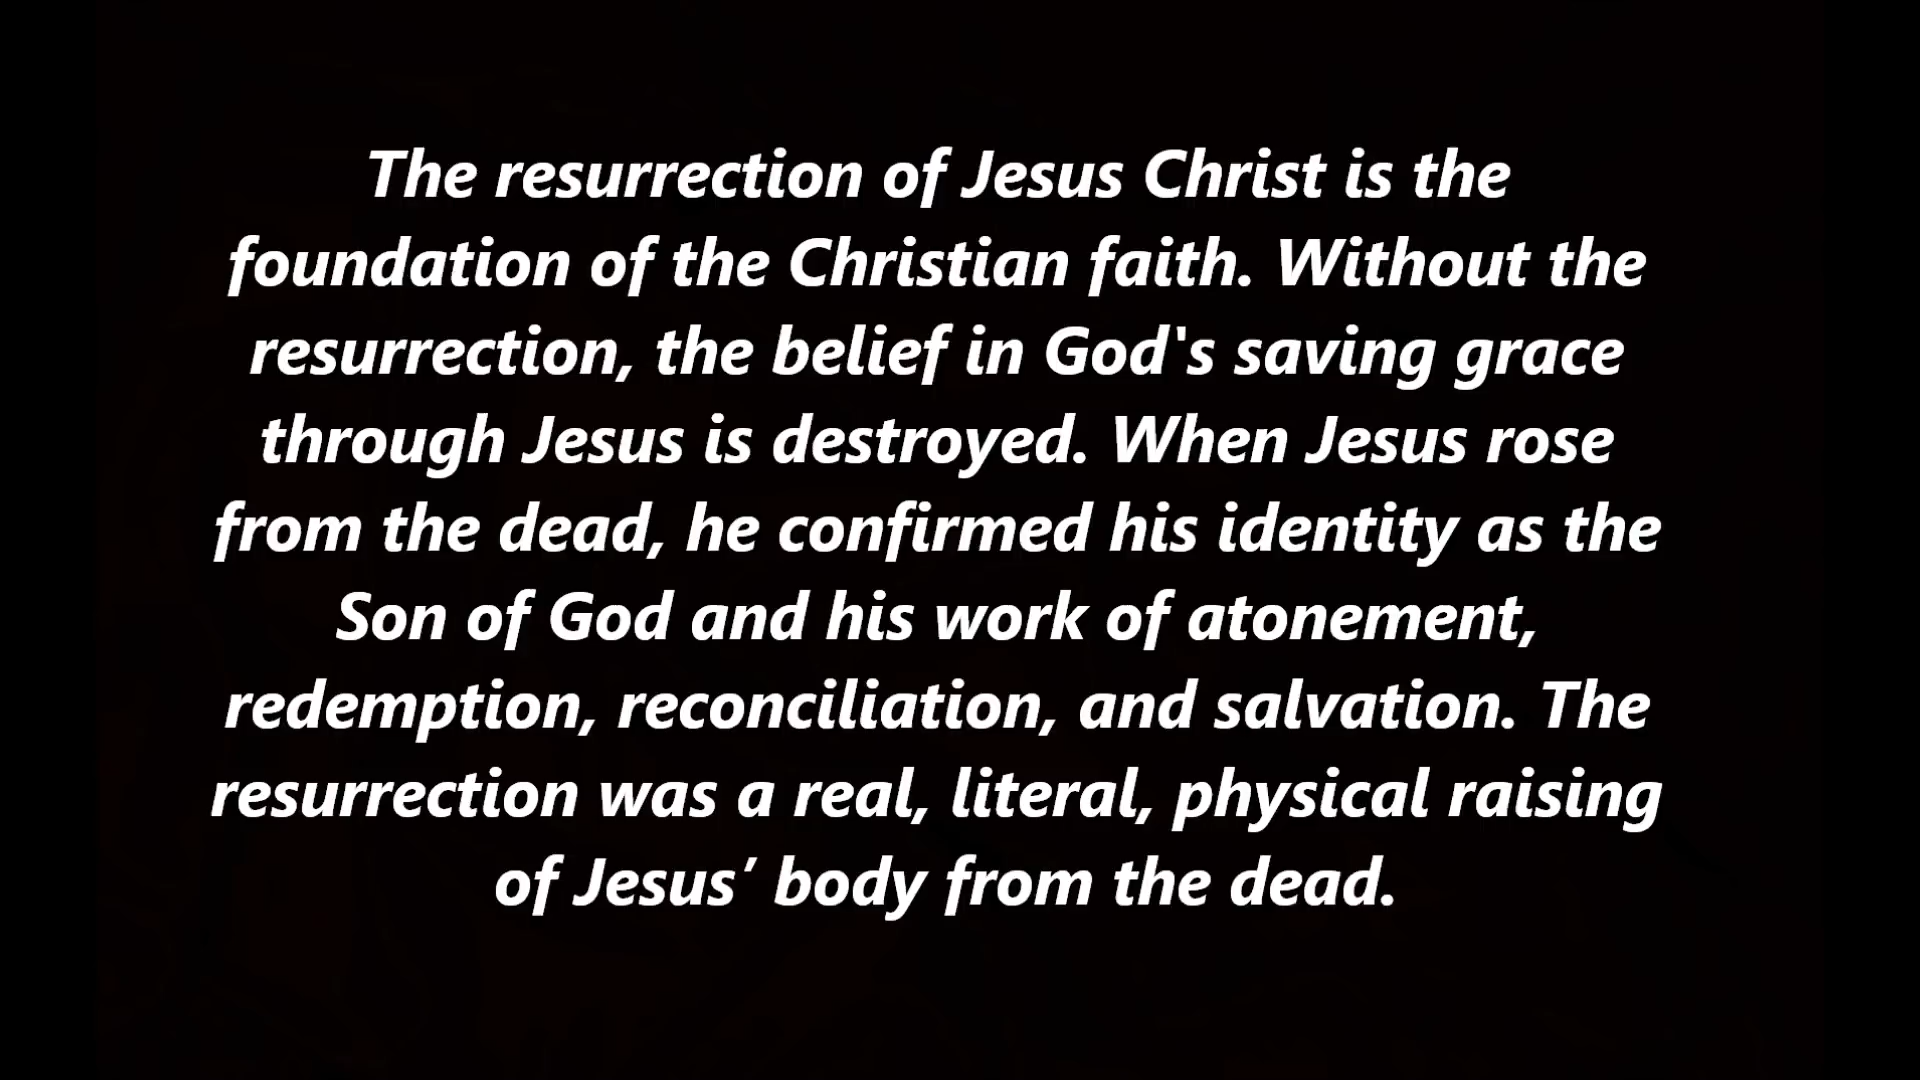 The resurrection of Jesus Christ is the
foundation of the Christian faith. Without the
resurrection, the belief in God's saving grace
through Jesus is destroyed. When Jesus rose
from the dead, he confirmed his identity as the
Son of God and his work of atonement,
redemption, reconciliation, and salvation. The
resurrection was a real, literal, physical raising
of Jesus’ body from the dead.